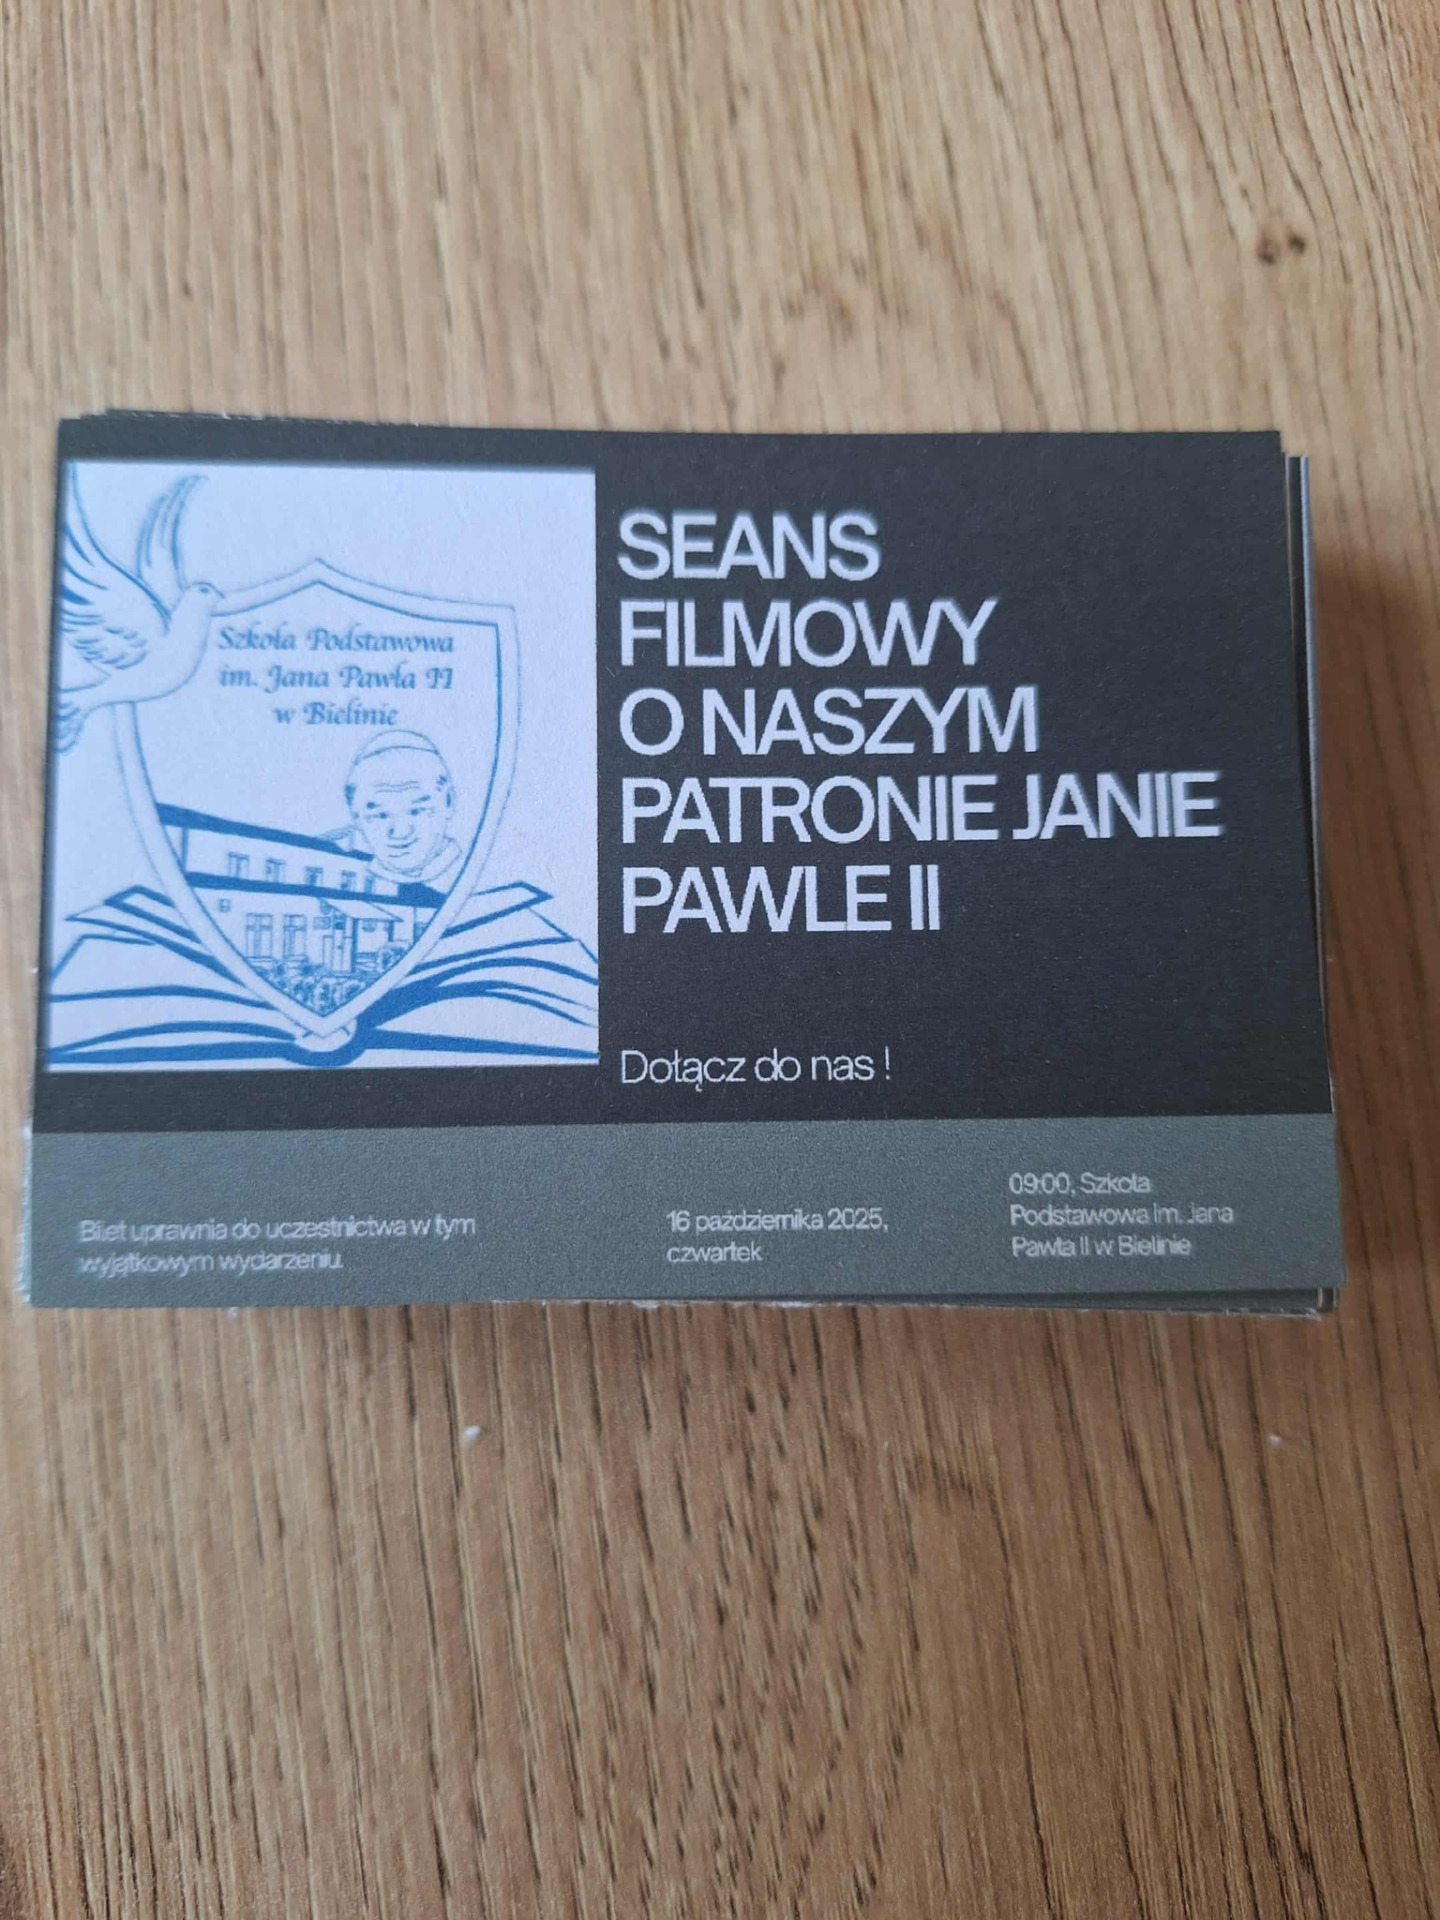 Szkoła Podstawowa
im. Jana Pawła II
w Bielinie
SEANS
FILMOWY
O NASZYM
PATRONIE JANIE
PAWLE II
Dołącz do nas !
Bilet uprawnia do uczestnictwa w tym
wyjątkowym wydarzeniu.
16 października 2025,
czwartek
09:00, Szkoła
Podstawowa im. Jana
Pawła II w Bielinie